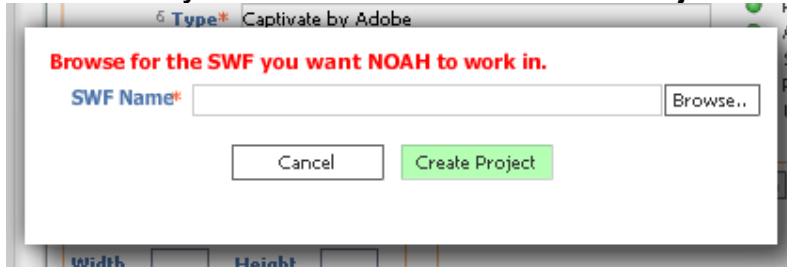 6 Type* Captivate by Adobe
Browse for the SWF you want NOAH to work in.
SWF Name* Browse..
Cancel Create Project
Width Height